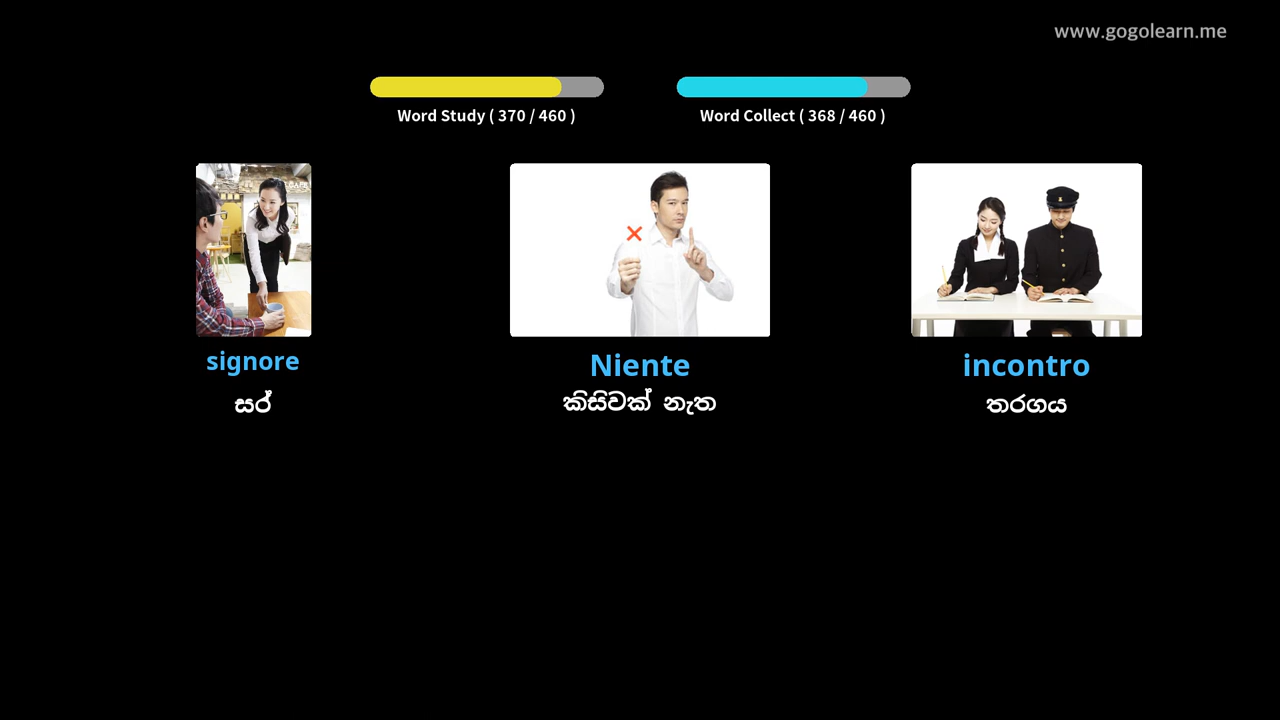 www.gogolearn.me
Word Study ( 370 / 460 )
Word Collect ( 368 / 460 )
signore
සර්
Niente
කිසිවක් නැත
incontro
තරගය